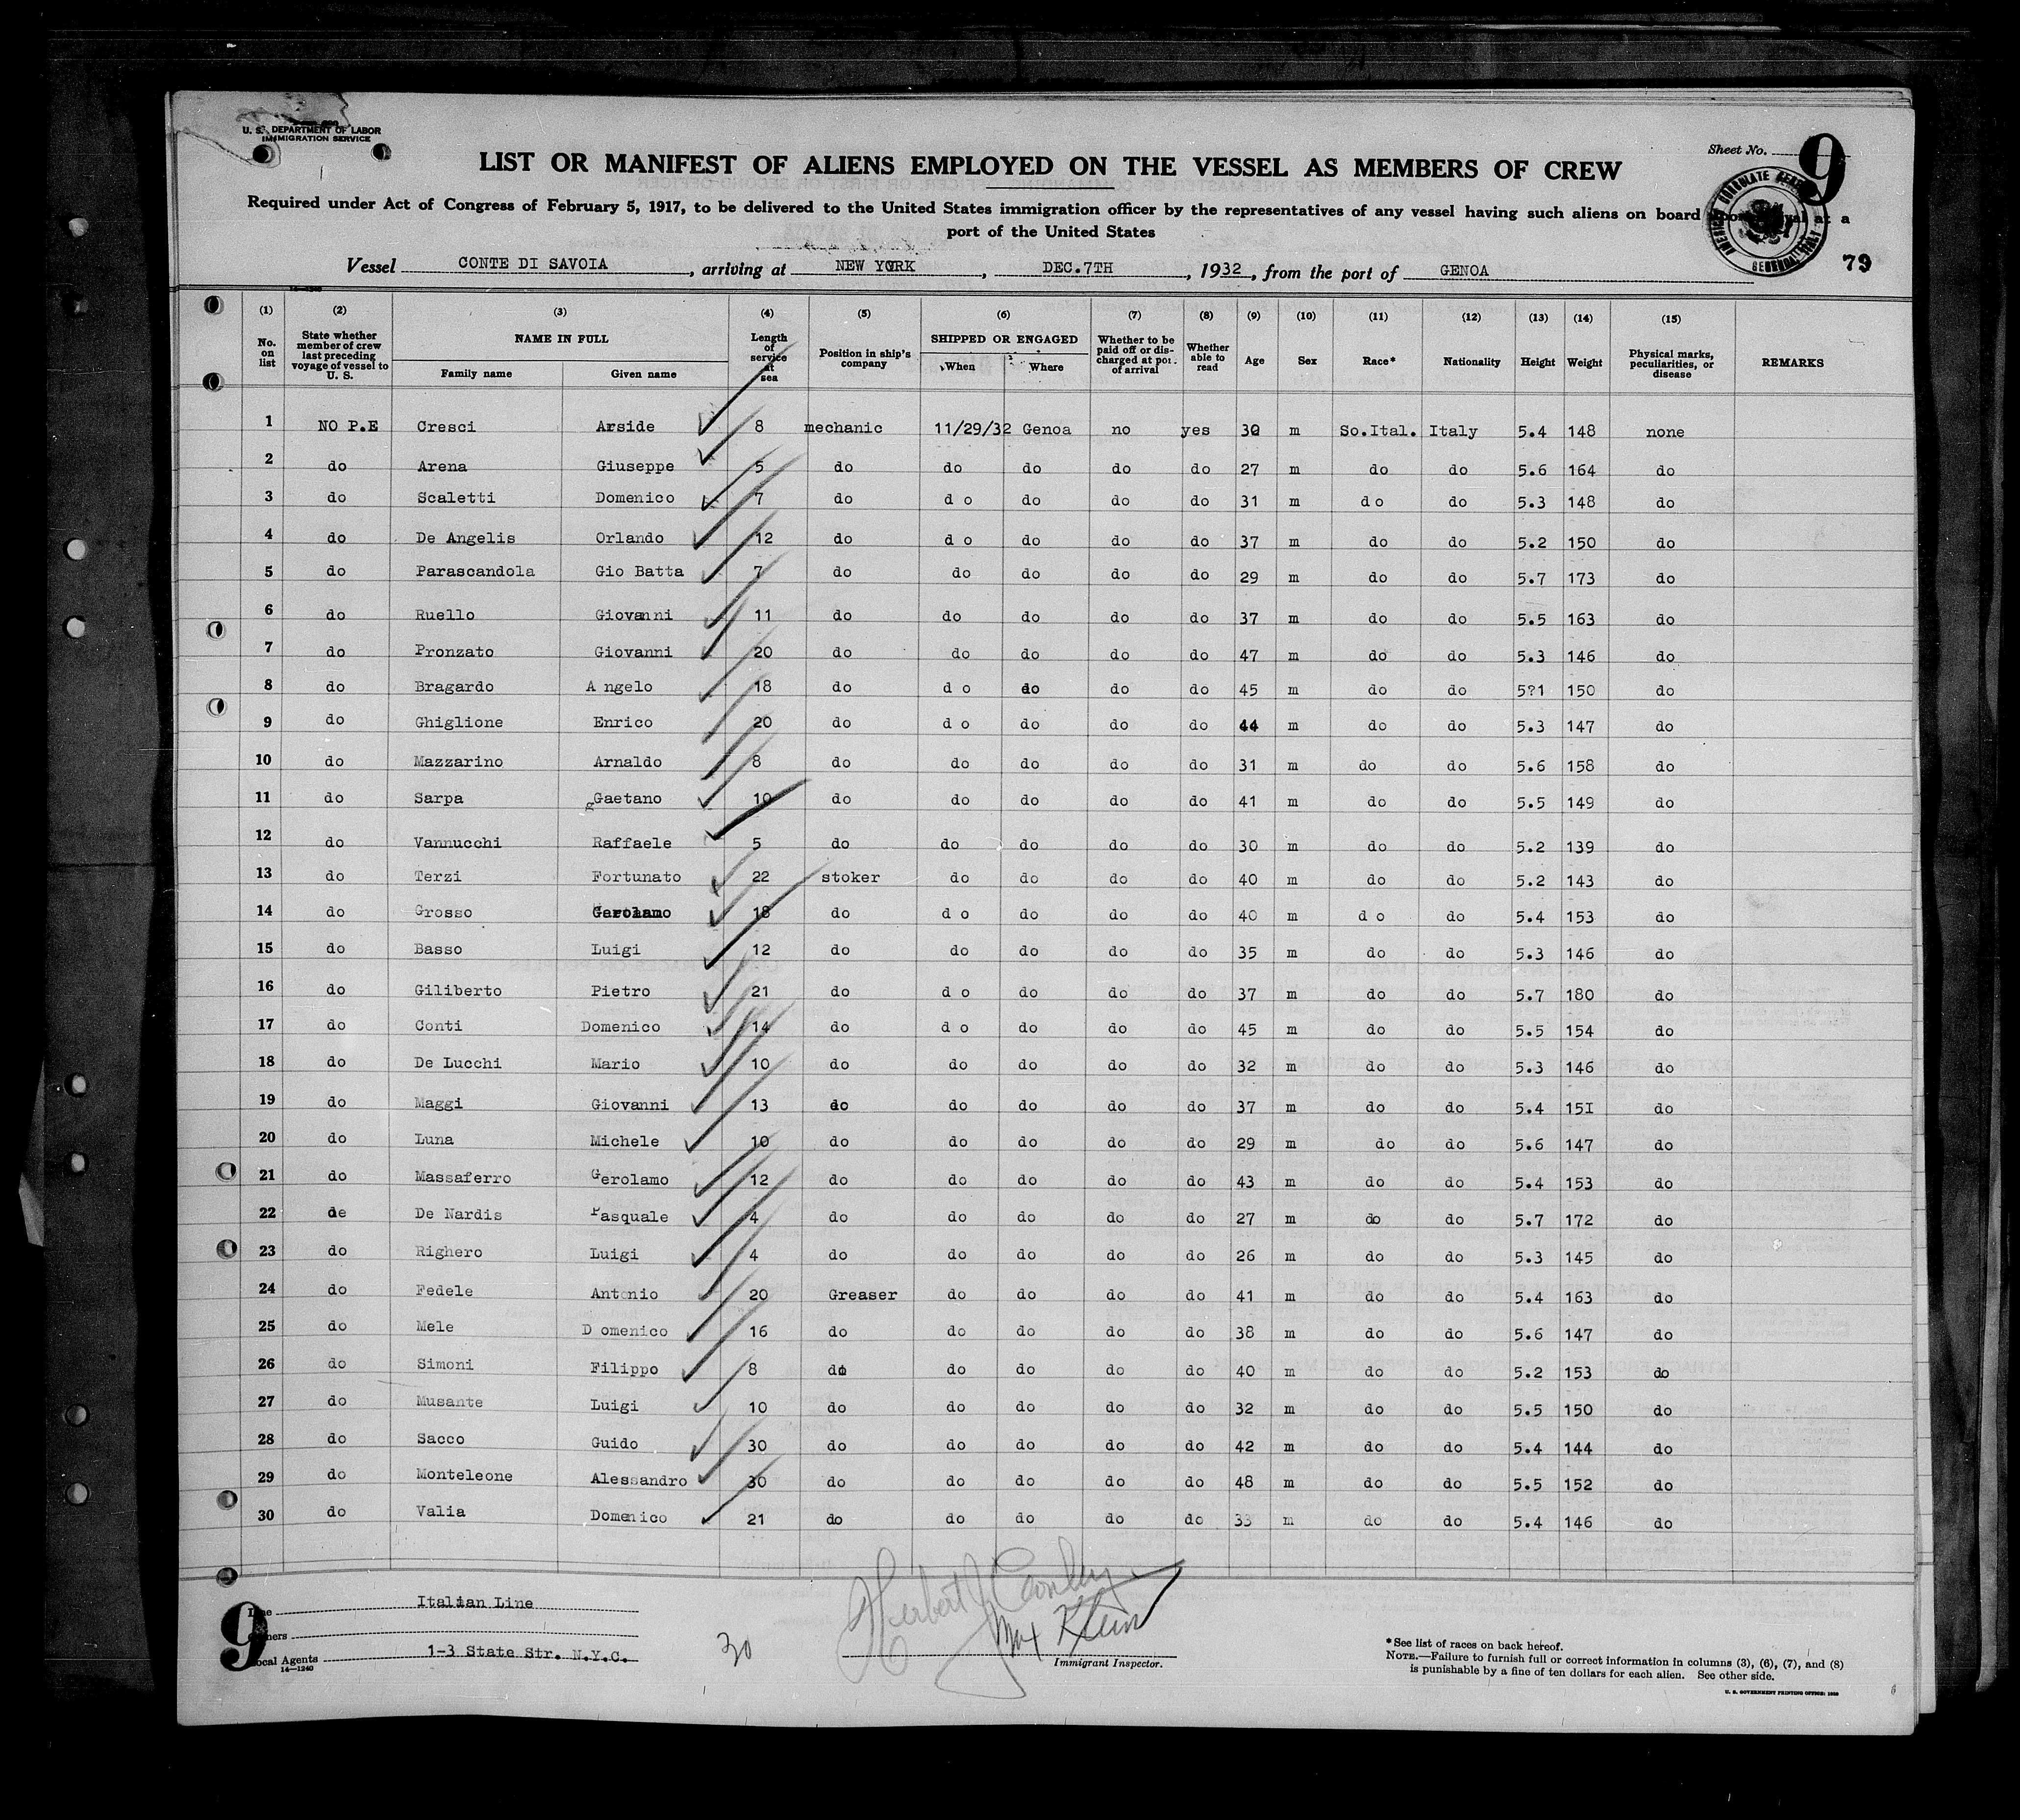 U. S. DEPARTMENT OF LABOR
IMMIGRATION SERVICE
Sheet No. 9
LIST OR MANIFEST OF ALIENS EMPLOYED ON THE VESSEL AS MEMBERS OF CREW
Required under Act of Congress of February 5, 1917, to be delivered to the United States immigration officer by the representatives of any vessel having such aliens on board upon arrival at a
port of the United States
79
Vessel CONTE DI SAVOIA, arriving at NEW YORK, DEC.7TH, 1932, from the port of GENOA
14—1240
(1) (2) (3) (4) (5) (6) (7) (8) (9) (10) (11) (12) (13) (14) (15)
No. on list | State whether member of crew last preceding voyage of vessel to U. S. | NAME IN FULL Family name Given name | Length of service at sea | Position in ship's company | SHIPPED OR ENGAGED When Where | Whether to be paid off or discharged at port of arrival | Whether able to read | Age | Sex | Race* | Nationality | Height | Weight | Physical marks, peculiarities, or disease | REMARKS
1 NO P.E Cresci Arside 8 mechanic 11/29/32 Genoa no yes 30 m So.Ital. Italy 5.4 148 none
2 do Arena Giuseppe 5 do do do do do 27 m do do 5.6 164 do
3 do Scaletti Domenico 7 do d o do do do 31 m d o do 5.3 148 do
4 do De Angelis Orlando 12 do d o do do do 37 m do do 5.2 150 do
5 do Parascandola Gio Batta 7 do do do do do 29 m do do 5.7 173 do
6 do Ruello Giovanni 11 do do do do do 37 m do do 5.5 163 do
7 do Pronzato Giovanni 20 do do do do do 47 m do do 5.3 146 do
8 do Bragardo A ngelo 18 do d o do do do 45 m do do 5?1 150 do
9 do Ghiglione Enrico 20 do d o do do do 44 m do do 5.3 147 do
10 do Mazzarino Arnaldo 8 do do do do do 31 m do do 5.6 158 do
11 do Sarpa gGaetano 10 do do do do do 41 m do do 5.5 149 do
12 do Vannucchi Raffaele 5 do do do do do 30 m do do 5.2 139 do
13 do Terzi Fortunato 22 stoker do do do do 40 m do do 5.2 143 do
14 do Grosso Gerolamo 18 do d o do do do 40 m d o do 5.4 153 do
15 do Basso Luigi 12 do do do do do 35 m do do 5.3 146 do
16 do Giliberto Pietro 21 do d o do do do 37 m do do 5.7 180 do
17 do Conti Domenico 14 do d o do do do 45 m do do 5.5 154 do
18 do De Lucchi Mario 10 do do do do do 32 m do do 5.3 146 do
19 do Maggi Giovanni 13 do do do do do 37 m do do 5.4 15I do
20 do Luna Michele 10 do do do do do 29 m do do 5.6 147 do
21 do Massaferro Gerolamo 12 do do do do do 43 m do do 5.4 153 do
22 de De Nardis Pasquale 4 do do do do do 27 m do do 5.7 172 do
23 do Righero Luigi 4 do do do do do 26 m do do 5.3 145 do
24 do Fedele Antonio 20 Greaser do do do do 41 m do do 5.4 163 do
25 do Mele D omenico 16 do do do do do 38 m do do 5.6 147 do
26 do Simoni Filippo 8 do do do do do 40 m do do 5.2 153 do
27 do Musante Luigi 10 do do do do do 32 m do do 5.5 150 do
28 do Sacco Guido 30 do do do do do 42 m do do 5.4 144 do
29 do Monteleone Alessandro 30 do do do do do 48 m do do 5.5 152 do
30 do Valia Domenico 21 do do do do do 33 m do do 5.4 146 do
9
Line Italian Line
Owners
Local Agents 1-3 State Str. N.Y.C.
14—1240
30
Herbert J Conley
Max Klein
Immigrant Inspector.
*See list of races on back hereof.
NOTE.—Failure to furnish full or correct information in columns (3), (6), (7), and (8)
is punishable by a fine of ten dollars for each alien. See other side.
U. S. GOVERNMENT PRINTING OFFICE: